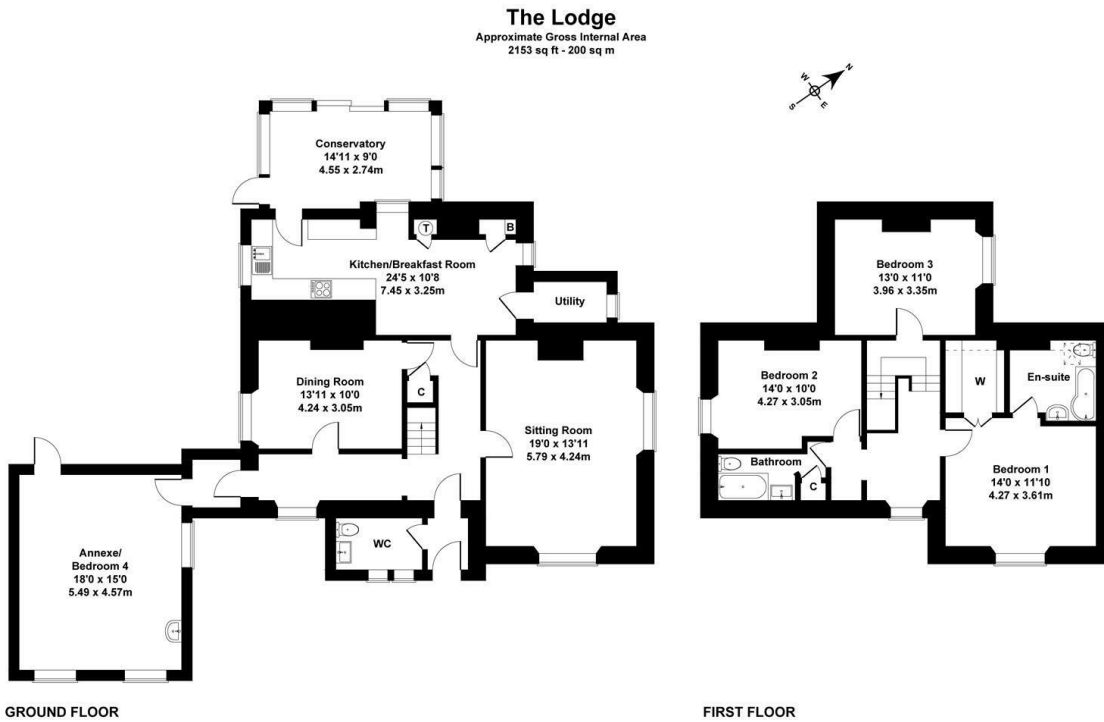 The Lodge
Approximate Gross Internal Area
2153 sq ft - 200 sq m
N
W
E
S
Conservatory
14'11 x 9'0
4.55 x 2.74m
T
B
Kitchen/Breakfast Room
24'5 x 10'8
7.45 x 3.25m
Utility
Dining Room
13'11 x 10'0
4.24 x 3.05m
C
Sitting Room
19'0 x 13'11
5.79 x 4.24m
WC
Annexe/
Bedroom 4
18'0 x 15'0
5.49 x 4.57m
GROUND FLOOR
Bedroom 3
13'0 x 11'0
3.96 x 3.35m
Bedroom 2
14'0 x 10'0
4.27 x 3.05m
W
En-suite
Bathroom
C
Bedroom 1
14'0 x 11'10
4.27 x 3.61m
FIRST FLOOR